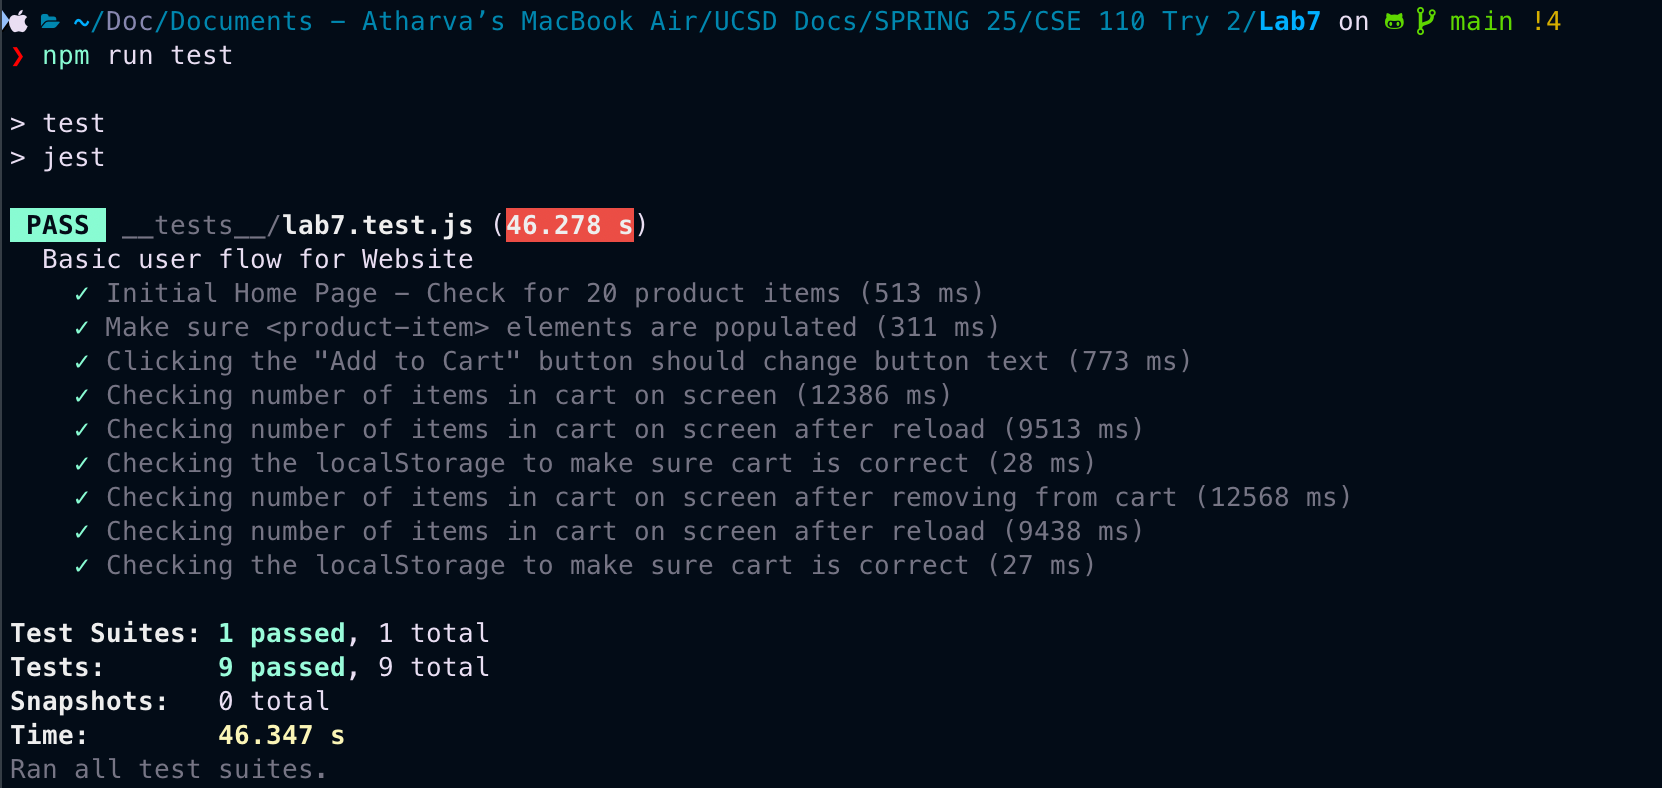 ~/Doc/Documents – Atharva’s MacBook Air/UCSD Docs/SPRING 25/CSE 110 Try 2/Lab7 on main !4
❯ npm run test
> test
> jest
PASS __tests__/lab7.test.js (46.278 s)
Basic user flow for Website
✓ Initial Home Page – Check for 20 product items (513 ms)
✓ Make sure <product-item> elements are populated (311 ms)
✓ Clicking the "Add to Cart" button should change button text (773 ms)
✓ Checking number of items in cart on screen (12386 ms)
✓ Checking number of items in cart on screen after reload (9513 ms)
✓ Checking the localStorage to make sure cart is correct (28 ms)
✓ Checking number of items in cart on screen after removing from cart (12568 ms)
✓ Checking number of items in cart on screen after reload (9438 ms)
✓ Checking the localStorage to make sure cart is correct (27 ms)
Test Suites: 1 passed, 1 total
Tests: 9 passed, 9 total
Snapshots: 0 total
Time: 46.347 s
Ran all test suites.